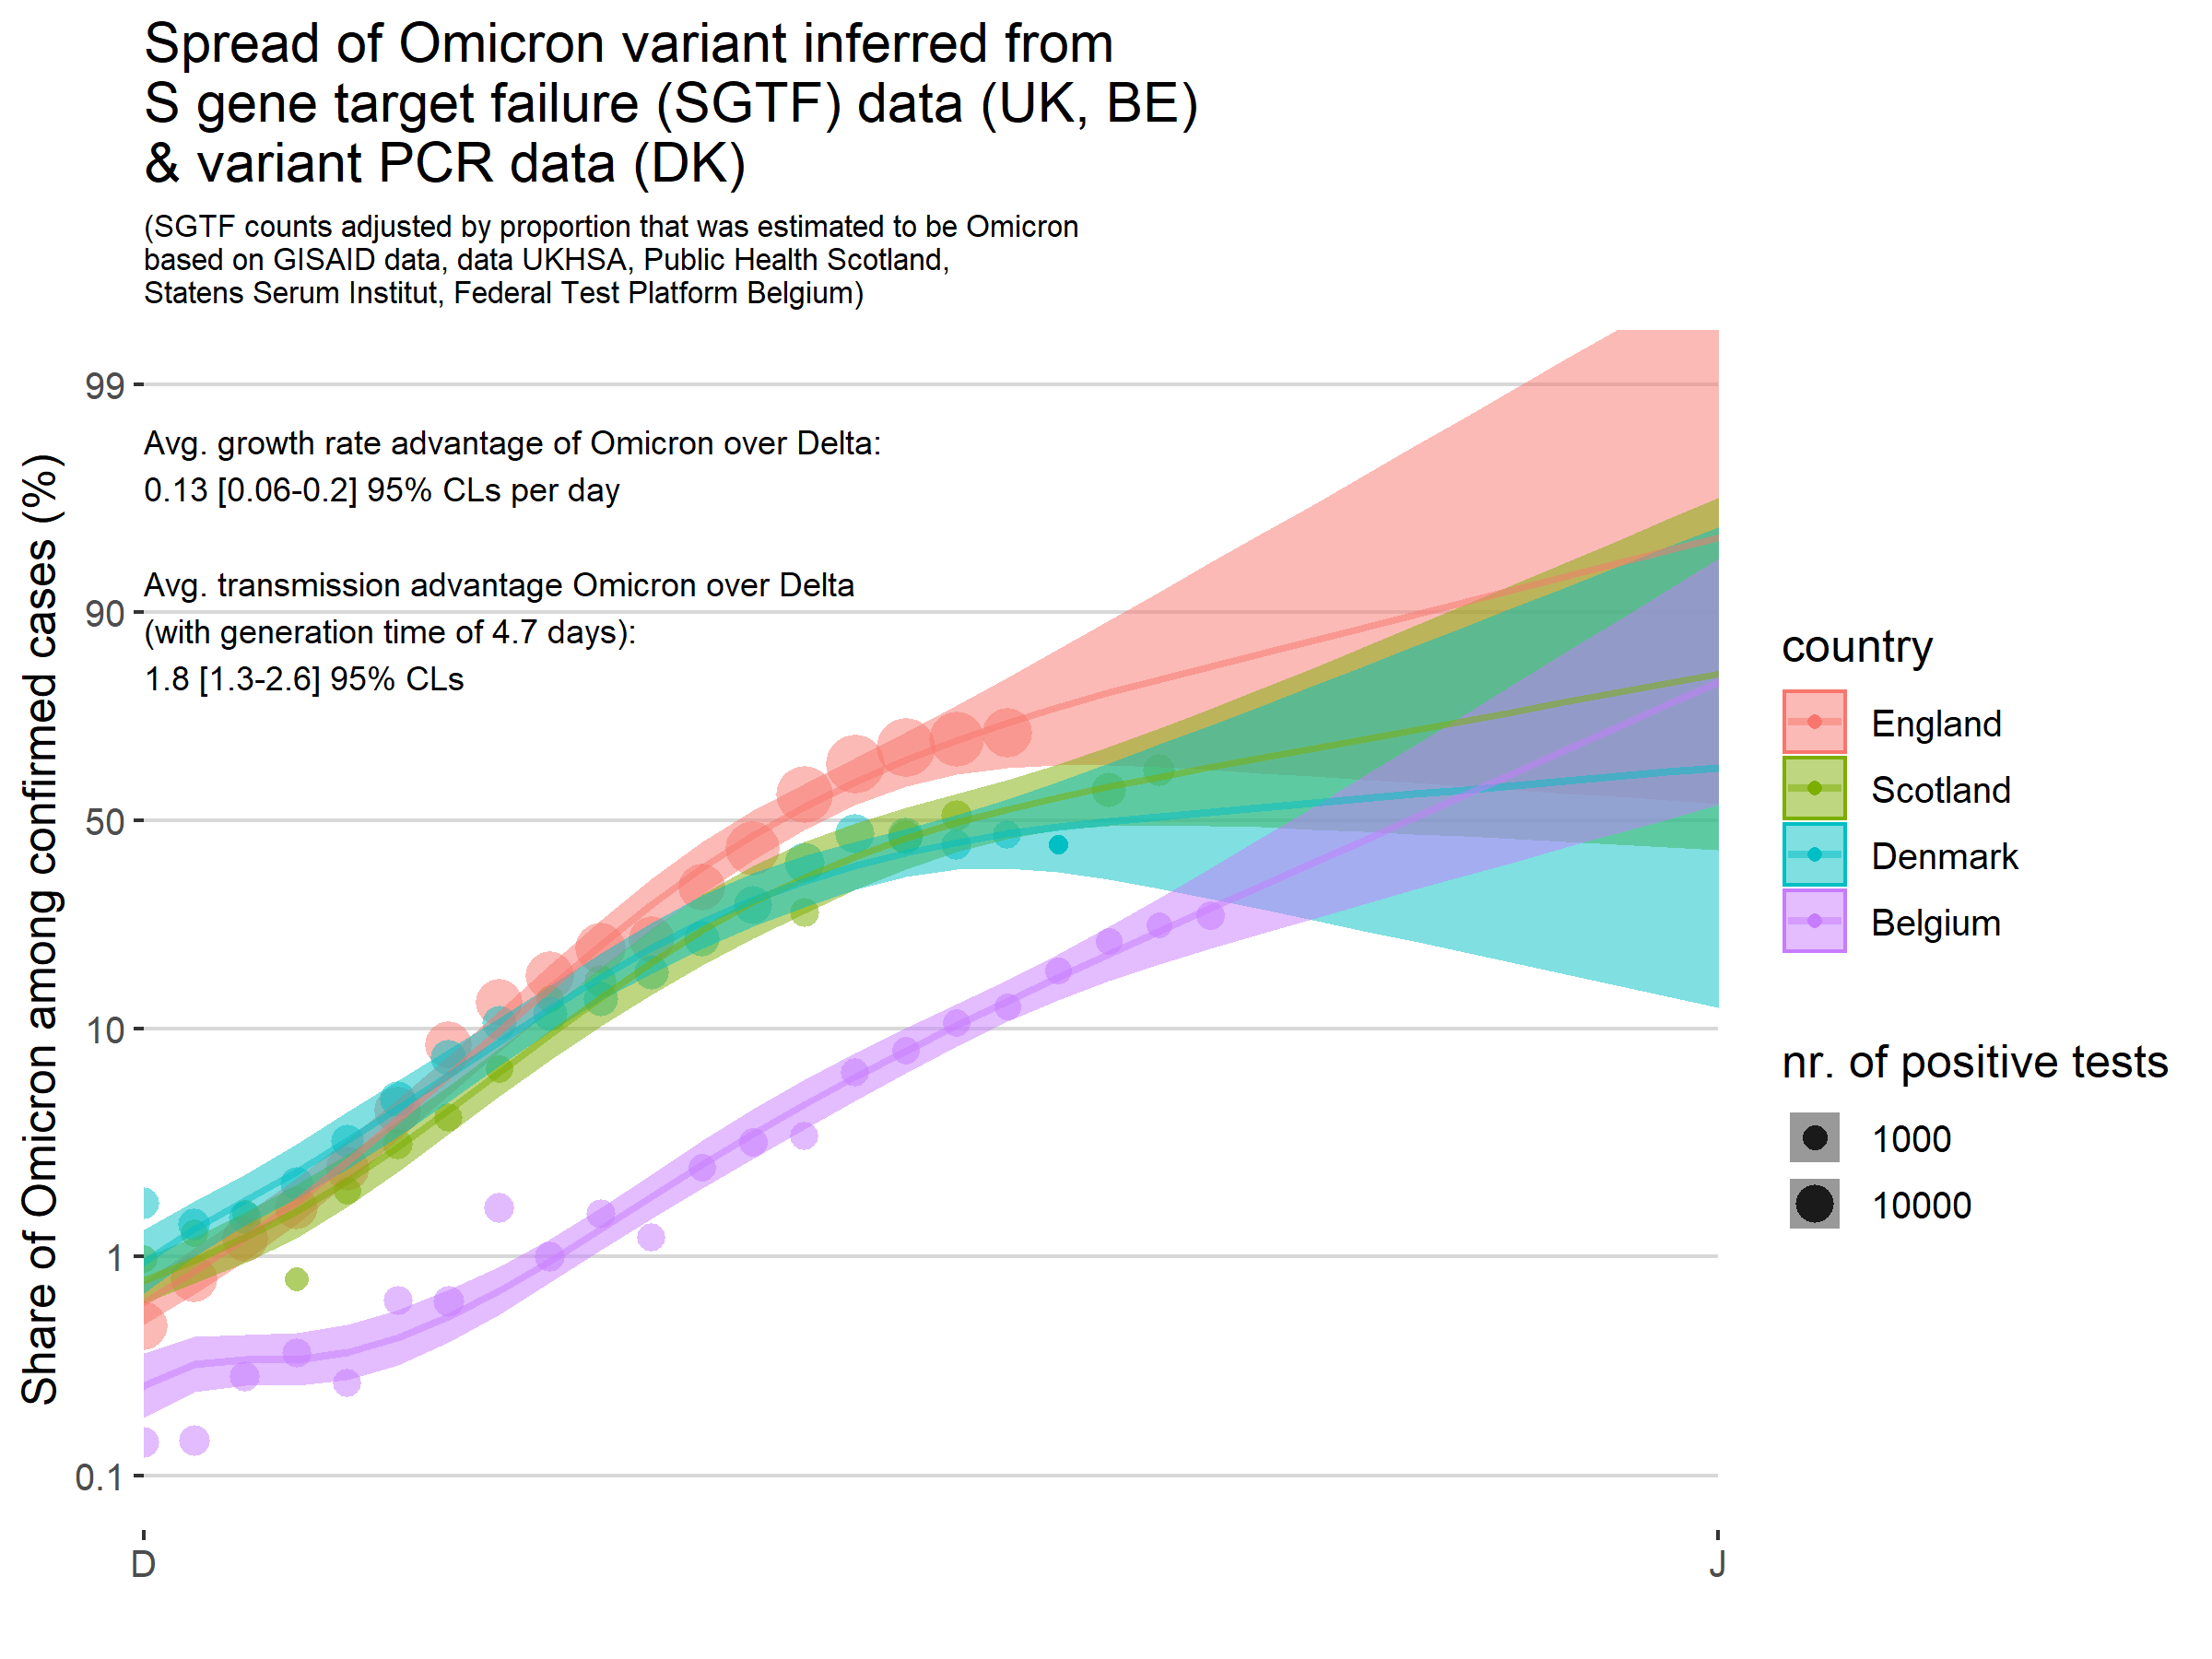 Spread of Omicron variant inferred from
S gene target failure (SGTF) data (UK, BE)
& variant PCR data (DK)
(SGTF counts adjusted by proportion that was estimated to be Omicron
based on GISAID data, data UKHSA, Public Health Scotland,
Statens Serum Institut, Federal Test Platform Belgium)
Share of Omicron among confirmed cases (%)
99
90
50
10
1
0.1
Avg. growth rate advantage of Omicron over Delta:
0.13 [0.06-0.2] 95% CLs per day
Avg. transmission advantage Omicron over Delta
(with generation time of 4.7 days):
1.8 [1.3-2.6] 95% CLs
D
J
country
England
Scotland
Denmark
Belgium
nr. of positive tests
1000
10000